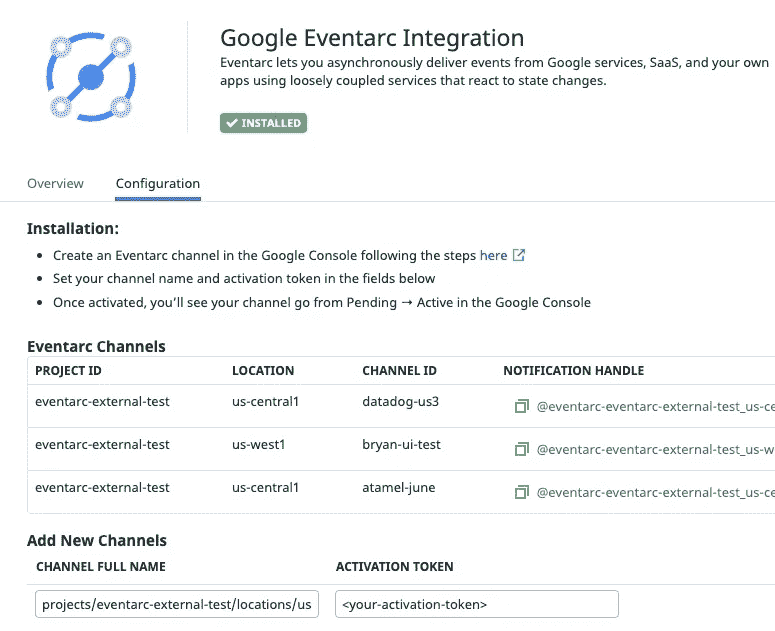 Google Eventarc Integration
Eventarc lets you asynchronously deliver events from Google services, SaaS, and your own
apps using loosely coupled services that react to state changes.
INSTALLED
Overview Configuration
Installation:
Create an Eventarc channel in the Google Console following the steps here
Set your channel name and activation token in the fields below
Once activated, you'll see your channel go from Pending → Active in the Google Console
Eventarc Channels
PROJECT ID LOCATION CHANNEL ID NOTIFICATION HANDLE
eventarc-external-test us-central1 datadog-us3 @eventarc-eventarc-external-test_us-ce
eventarc-external-test us-west1 bryan-ui-test @eventarc-eventarc-external-test_us-w
eventarc-external-test us-central1 atamel-june @eventarc-eventarc-external-test_us-ce
Add New Channels
CHANNEL FULL NAME ACTIVATION TOKEN
projects/eventarc-external-test/locations/us <your-activation-token>